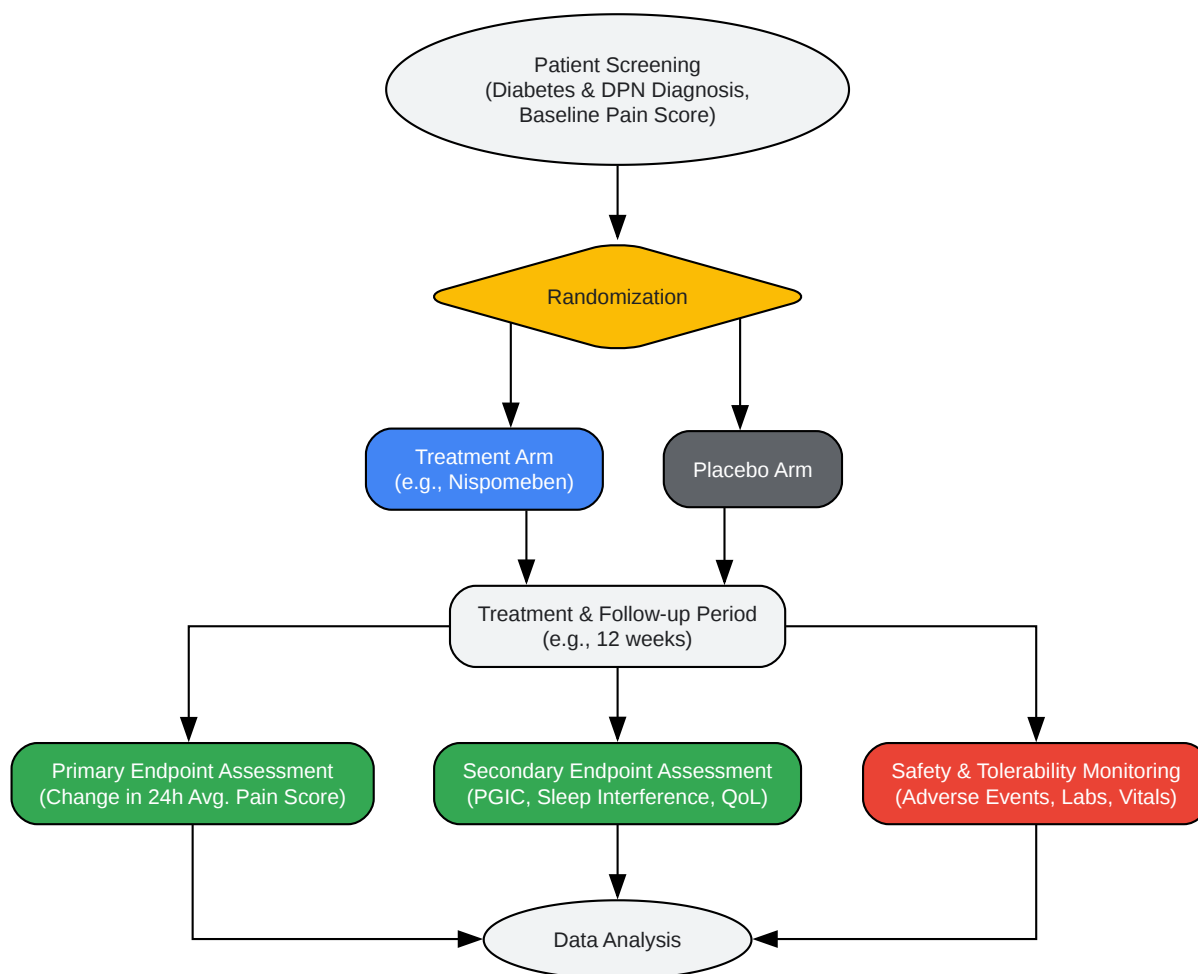 Patient Screening
(Diabetes & DPN Diagnosis,
Baseline Pain Score)
Randomization
Treatment Arm
(e.g., Nispomeben)
Placebo Arm
Treatment & Follow-up Period
(e.g., 12 weeks)
Primary Endpoint Assessment
(Change in 24h Avg. Pain Score)
Secondary Endpoint Assessment
(PGIC, Sleep Interference, QoL)
Safety & Tolerability Monitoring
(Adverse Events, Labs, Vitals)
Data Analysis